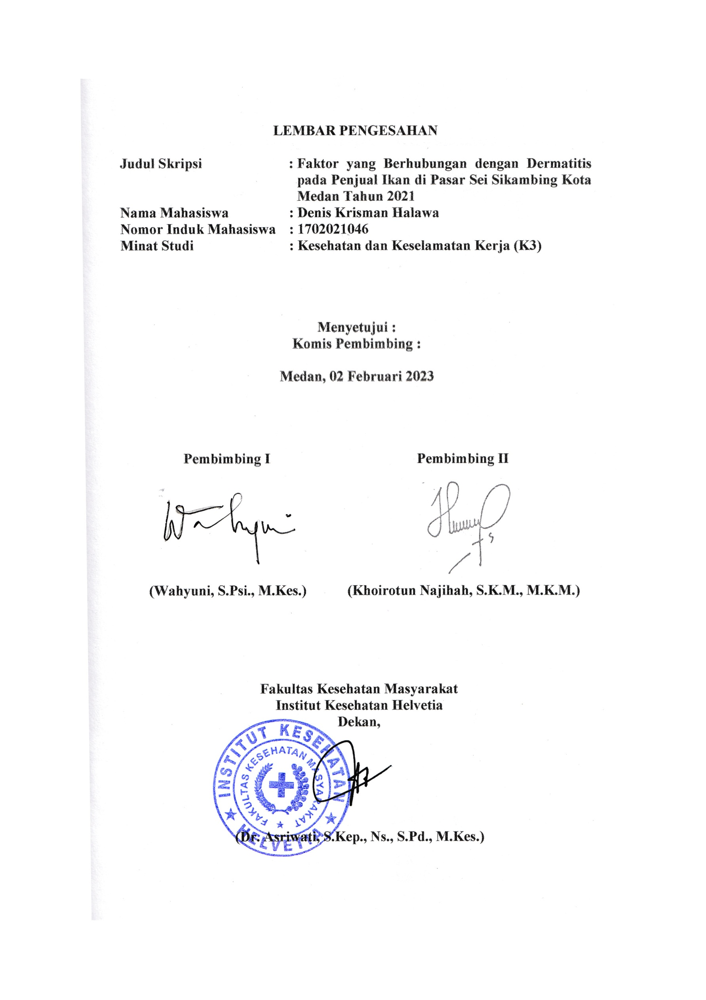 LEMBAR PENGESAHAN
Judul Skripsi : Faktor yang Berhubungan dengan Dermatitis
pada Penjual Ikan di Pasar Sei Sikambing Kota
Medan Tahun 2021
Nama Mahasiswa : Denis Krisman Halawa
Nomor Induk Mahasiswa : 1702021046
Minat Studi : Kesehatan dan Keselamatan Kerja (K3)
Menyetujui :
Komis Pembimbing :
Medan, 02 Februari 2023
Pembimbing I Pembimbing II
Wahyuni
(Wahyuni, S.Psi., M.Kes.) (Khoirotun Najihah, S.K.M., M.K.M.)
Fakultas Kesehatan Masyarakat
Institut Kesehatan Helvetia
Dekan,
INSTITUT KESEHATAN
FAKULTAS KESEHATAN MASYARAKAT
HELVETIA
(Dr. Asriwati, S.Kep., Ns., S.Pd., M.Kes.)